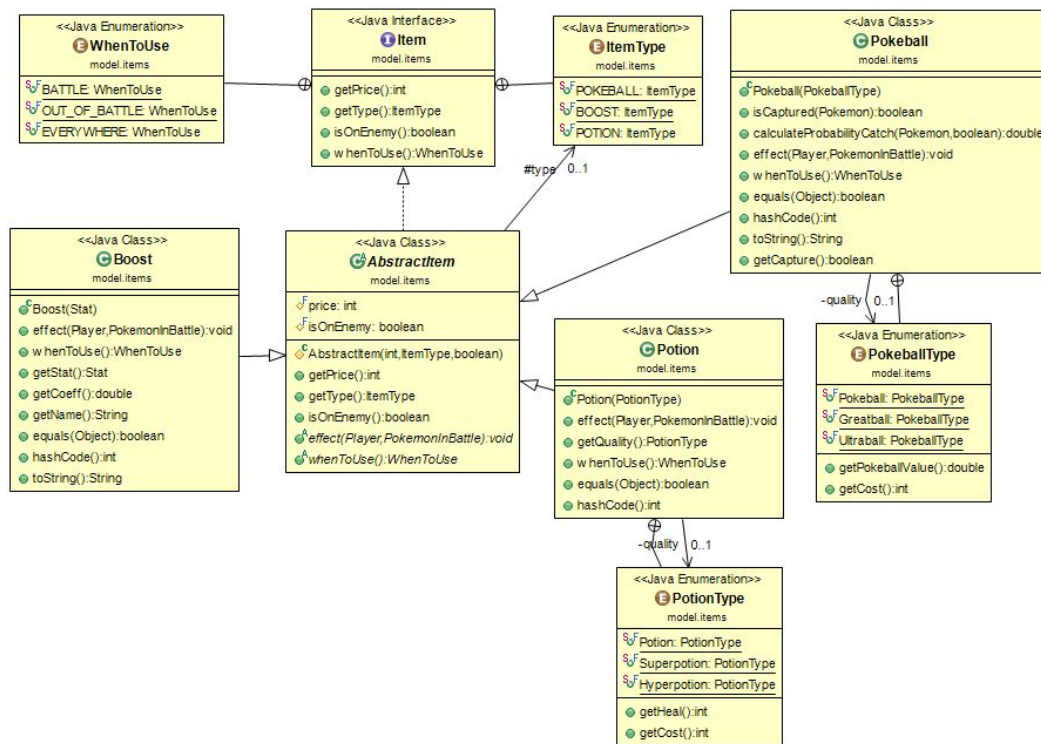 <<Java Enumeration>>
WhenToUse
model.items
BATTLE: WhenToUse
OUT_OF_BATTLE: WhenToUse
EVERYWHERE: WhenToUse
<<Java Interface>>
Item
model.items
getPrice():int
getType():ItemType
isOnEnemy():boolean
whenToUse():WhenToUse
<<Java Enumeration>>
ItemType
model.items
POKEBALL: ItemType
BOOST: ItemType
POTION: ItemType
#type 0..1
<<Java Class>>
Pokeball
model.items
Pokeball(PokeballType)
isCaptured(Pokemon):boolean
calculateProbabilityCatch(Pokemon,boolean):double
effect(Player,PokemonInBattle):void
whenToUse():WhenToUse
equals(Object):boolean
hashCode():int
toString():String
getCapture():boolean
-quality 0..1
<<Java Class>>
Boost
model.items
Boost(Stat)
effect(Player,PokemonInBattle):void
whenToUse():WhenToUse
getStat():Stat
getCoeff():double
getName():String
equals(Object):boolean
hashCode():int
toString():String
<<Java Class>>
AbstractItem
model.items
price: int
isOnEnemy: boolean
AbstractItem(int,ItemType,boolean)
getPrice():int
getType():ItemType
isOnEnemy():boolean
effect(Player,PokemonInBattle):void
whenToUse():WhenToUse
<<Java Class>>
Potion
model.items
Potion(PotionType)
effect(Player,PokemonInBattle):void
getQuality():PotionType
whenToUse():WhenToUse
equals(Object):boolean
hashCode():int
-quality 0..1
<<Java Enumeration>>
PokeballType
model.items
Pokeball: PokeballType
Greatball: PokeballType
Ultraball: PokeballType
getPokeballValue():double
getCost():int
<<Java Enumeration>>
PotionType
model.items
Potion: PotionType
Superpotion: PotionType
Hyperpotion: PotionType
getHeal():int
getCost():int